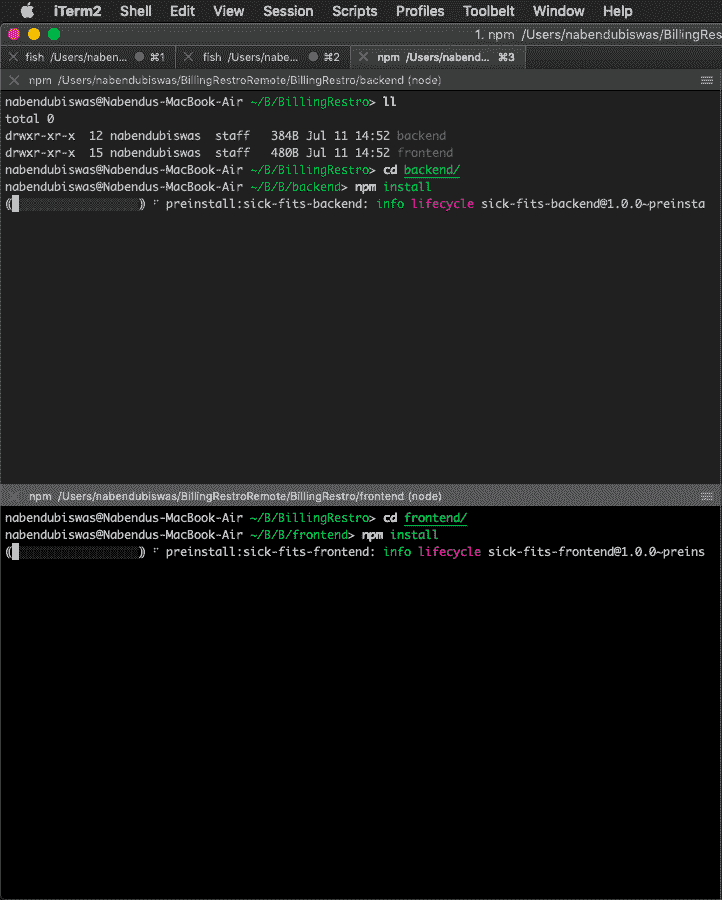 iTerm2 Shell Edit View Session Scripts Profiles Toolbelt Window Help
1. npm /Users/nabendubiswas/BillingRes
fish /Users/naben... ⌘1 fish /Users/nabe... ⌘2 npm /Users/nabend... ⌘3
npm /Users/nabendubiswas/BillingRestroRemote/BillingRestro/backend (node)
nabendubiswas@Nabendus-MacBook-Air ~/B/BillingRestro> ll
total 0
drwxr-xr-x 12 nabendubiswas staff 384B Jul 11 14:52 backend
drwxr-xr-x 15 nabendubiswas staff 480B Jul 11 14:52 frontend
nabendubiswas@Nabendus-MacBook-Air ~/B/BillingRestro> cd backend/
nabendubiswas@Nabendus-MacBook-Air ~/B/B/backend> npm install
preinstall:sick-fits-backend: info lifecycle sick-fits-backend@1.0.0~preinsta
npm /Users/nabendubiswas/BillingRestroRemote/BillingRestro/frontend (node)
nabendubiswas@Nabendus-MacBook-Air ~/B/BillingRestro> cd frontend/
nabendubiswas@Nabendus-MacBook-Air ~/B/B/frontend> npm install
preinstall:sick-fits-frontend: info lifecycle sick-fits-frontend@1.0.0~preins